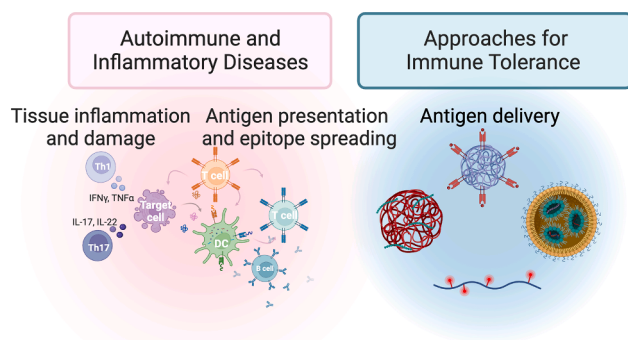 Autoimmune and
Inflammatory Diseases
Approaches for
Immune Tolerance
Tissue inflammation
and damage
Antigen presentation
and epitope spreading
Antigen delivery
Th1
IFNγ, TNFα
IL-17, IL-22
Th17
Target
cell
T cell
DC
T cell
B cell